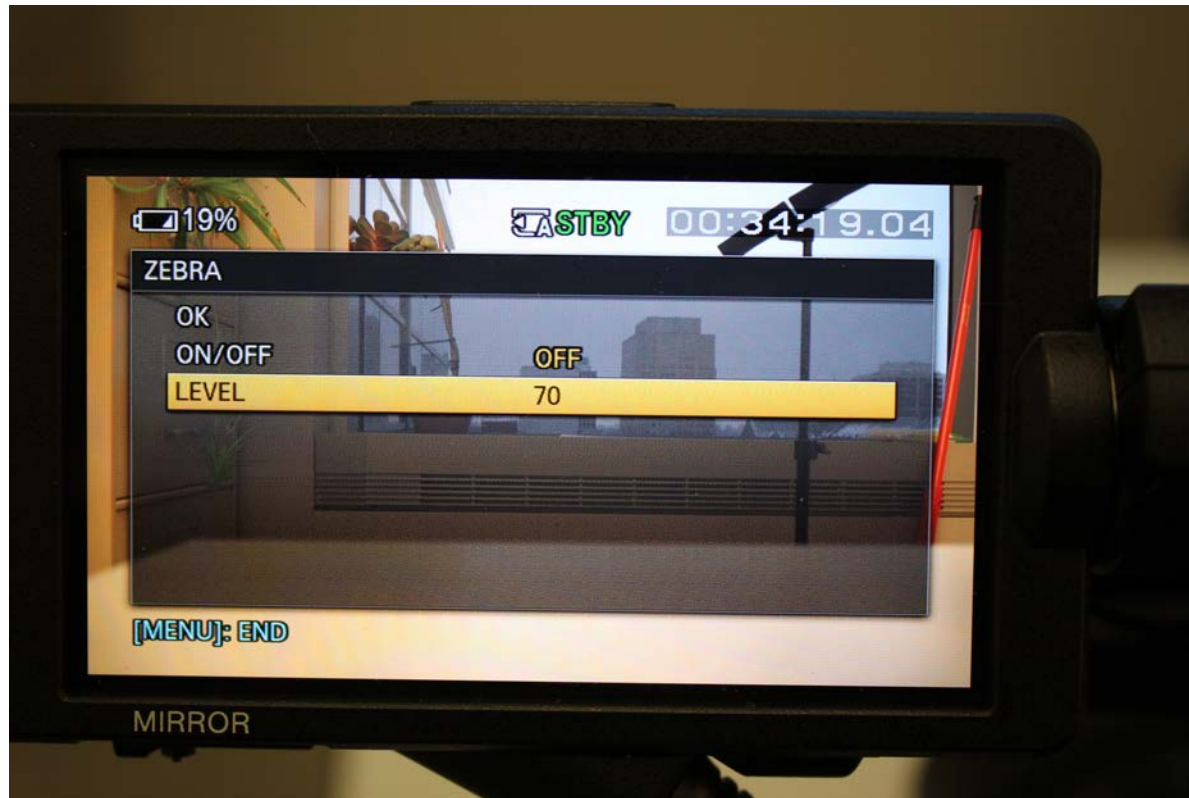 19% A STBY 00:34:19.04
ZEBRA
OK
ON/OFF OFF
LEVEL 70
[MENU]: END
MIRROR